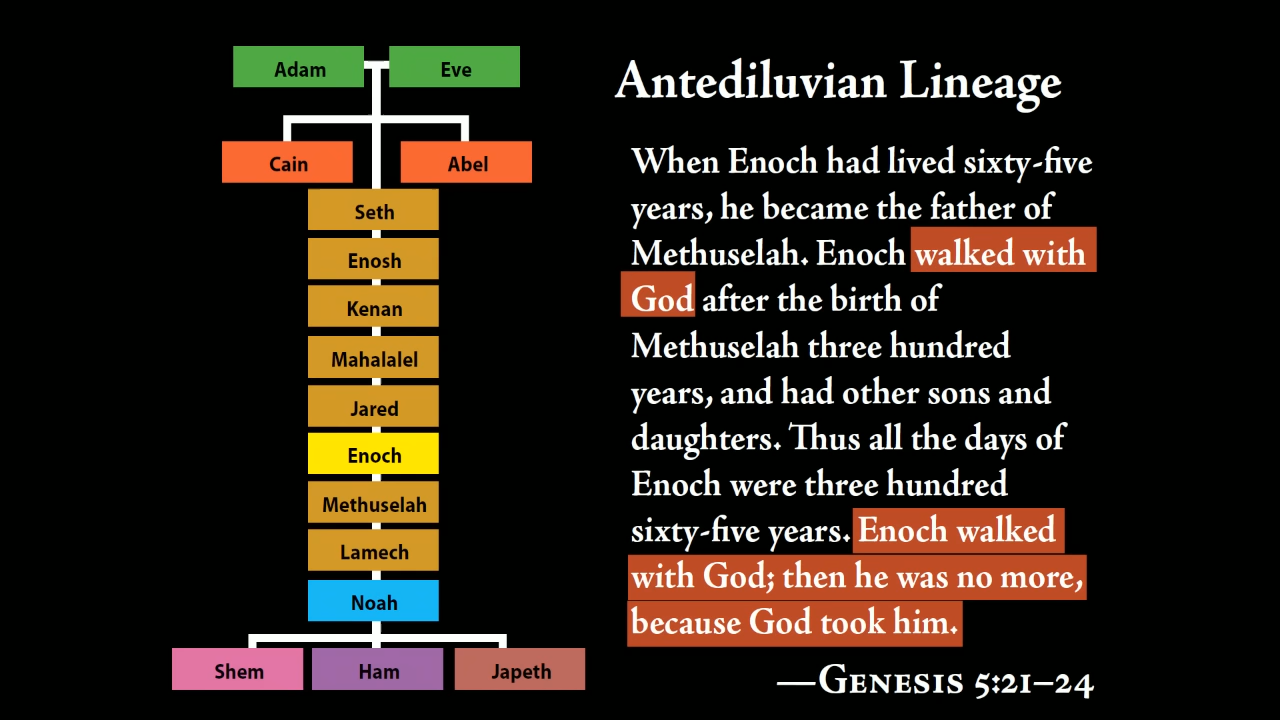 Adam
Eve
Cain
Abel
Seth
Enosh
Kenan
Mahalalel
Jared
Enoch
Methuselah
Lamech
Noah
Shem
Ham
Japeth
Antediluvian Lineage
When Enoch had lived sixty-five
years, he became the father of
Methuselah. Enoch walked with
God after the birth of
Methuselah three hundred
years, and had other sons and
daughters. Thus all the days of
Enoch were three hundred
sixty-five years. Enoch walked
with God; then he was no more,
because God took him.
—Genesis 5:21–24